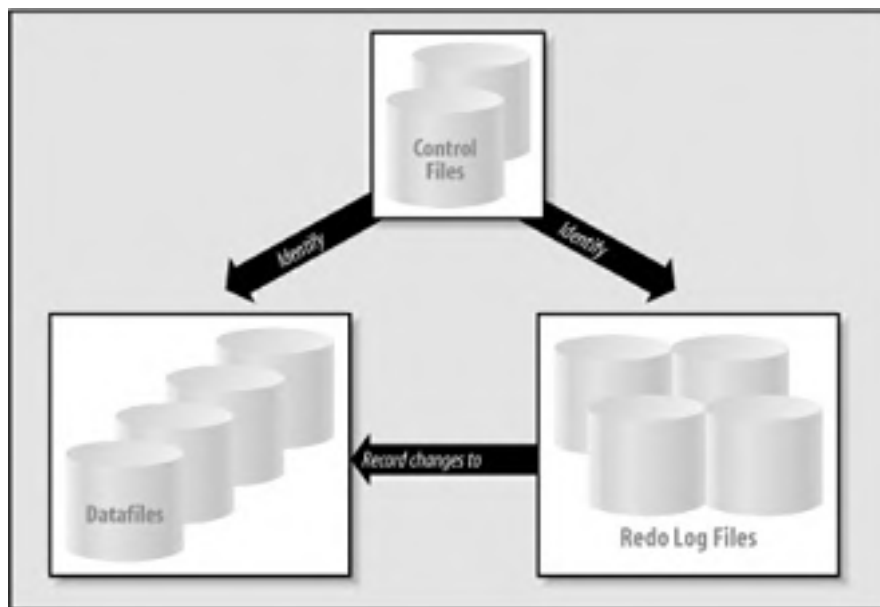 Control
Files
Identify
Identify
Datafiles
Record changes to
Redo Log Files